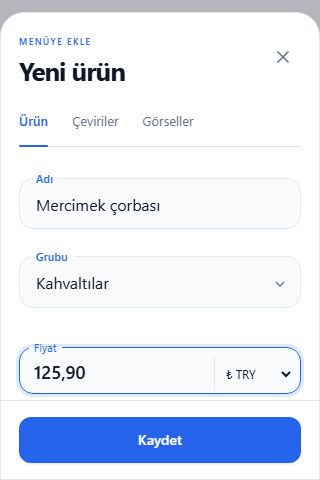 MENÜYE EKLE
Yeni ürün
Ürün Çeviriler Görseller
Adı
Mercimek çorbası
Grubu
Kahvaltılar
Fiyat
125,90 ₺ TRY
Kaydet